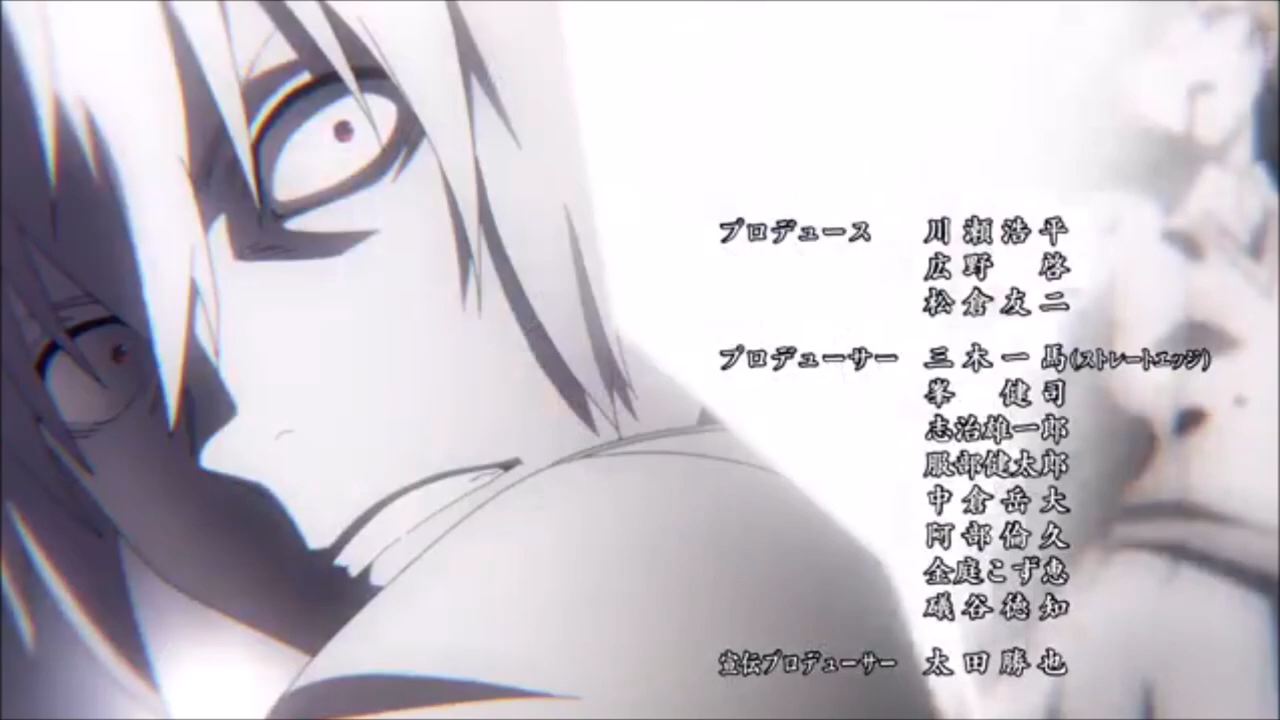 プロデュース 川瀬浩平
広野 啓
松倉友二
プロデューサー 三木一馬(ストレートエッジ)
峯 健司
志治雄一郎
服部健太郎
中倉岳大
阿部倫久
金庭こず恵
礒谷徳知
宣伝プロデューサー 太田勝也